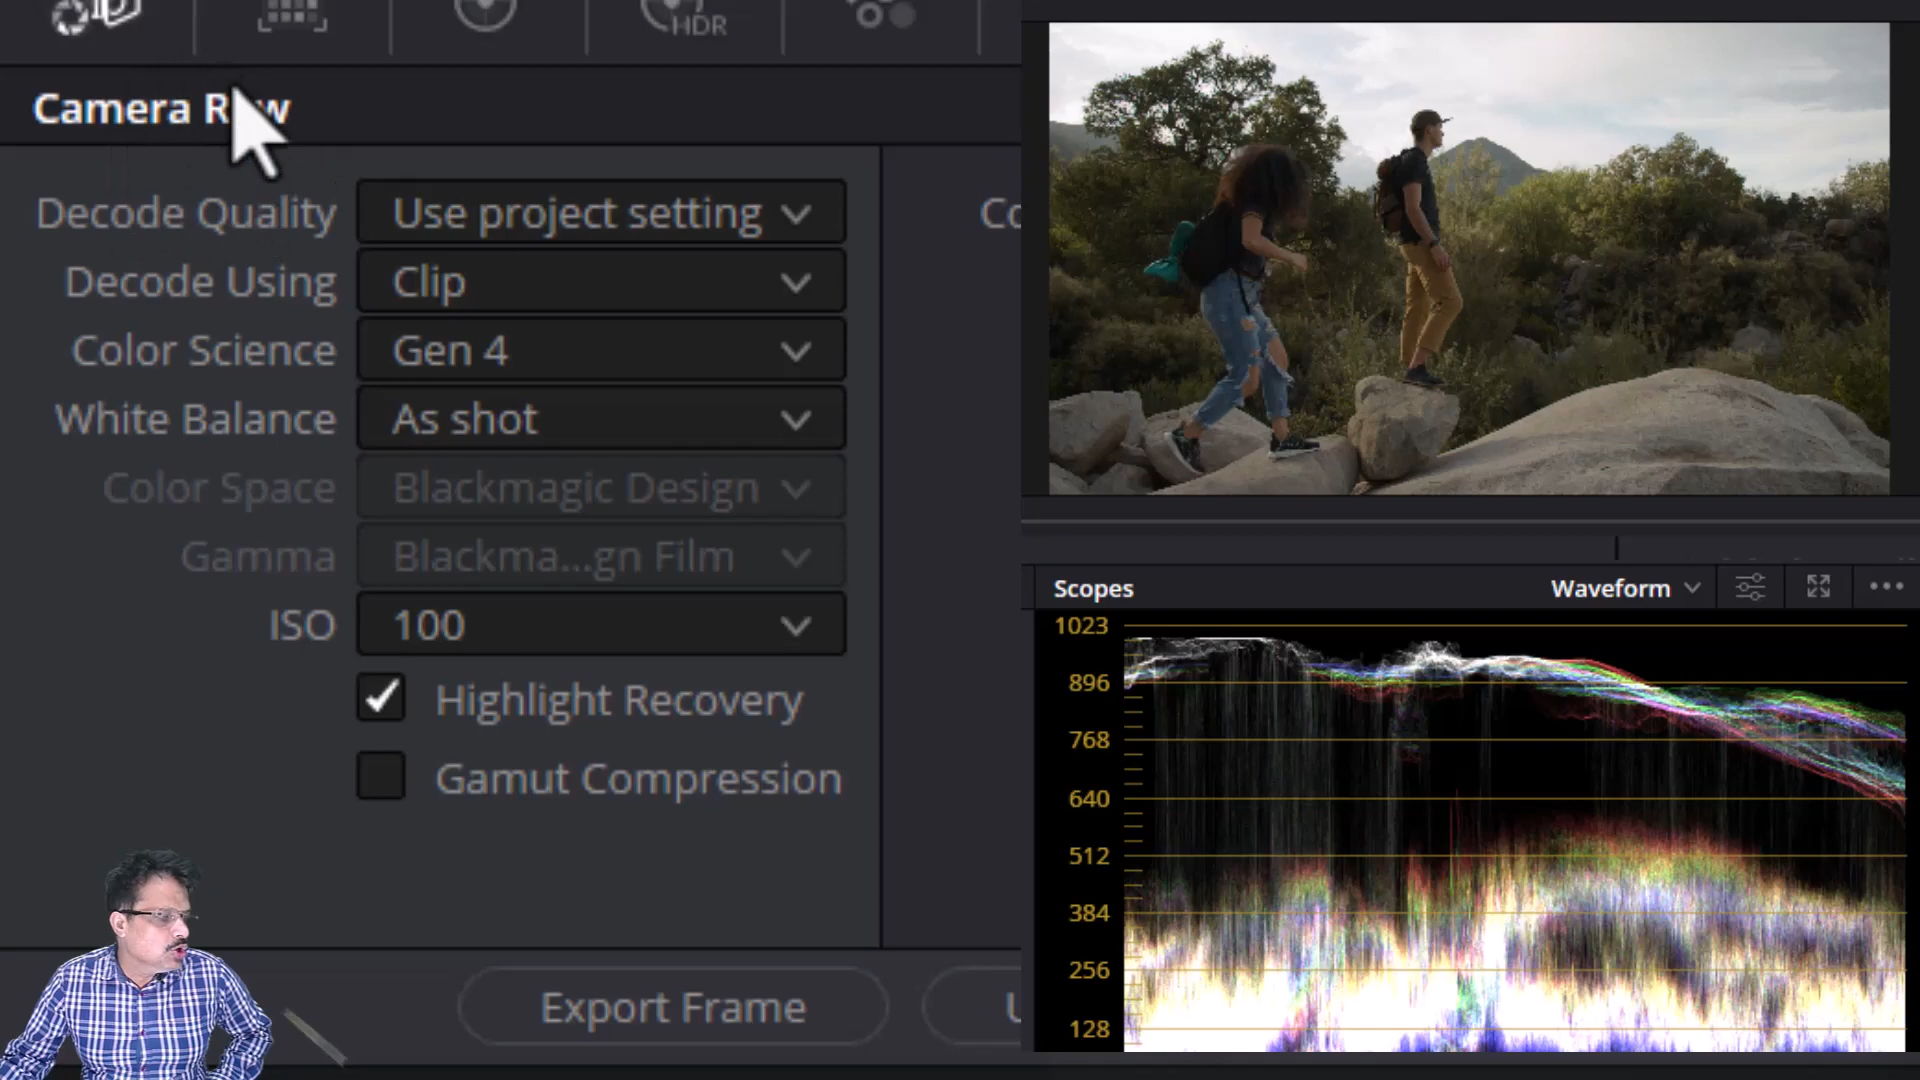 HDR
Camera Raw
Decode Quality Use project setting
Decode Using Clip
Color Science Gen 4
White Balance As shot
Color Space Blackmagic Design
Gamma Blackma...gn Film
ISO 100
Highlight Recovery
Gamut Compression
Export Frame
Co
U
Scopes Waveform
1023
896
768
640
512
384
256
128